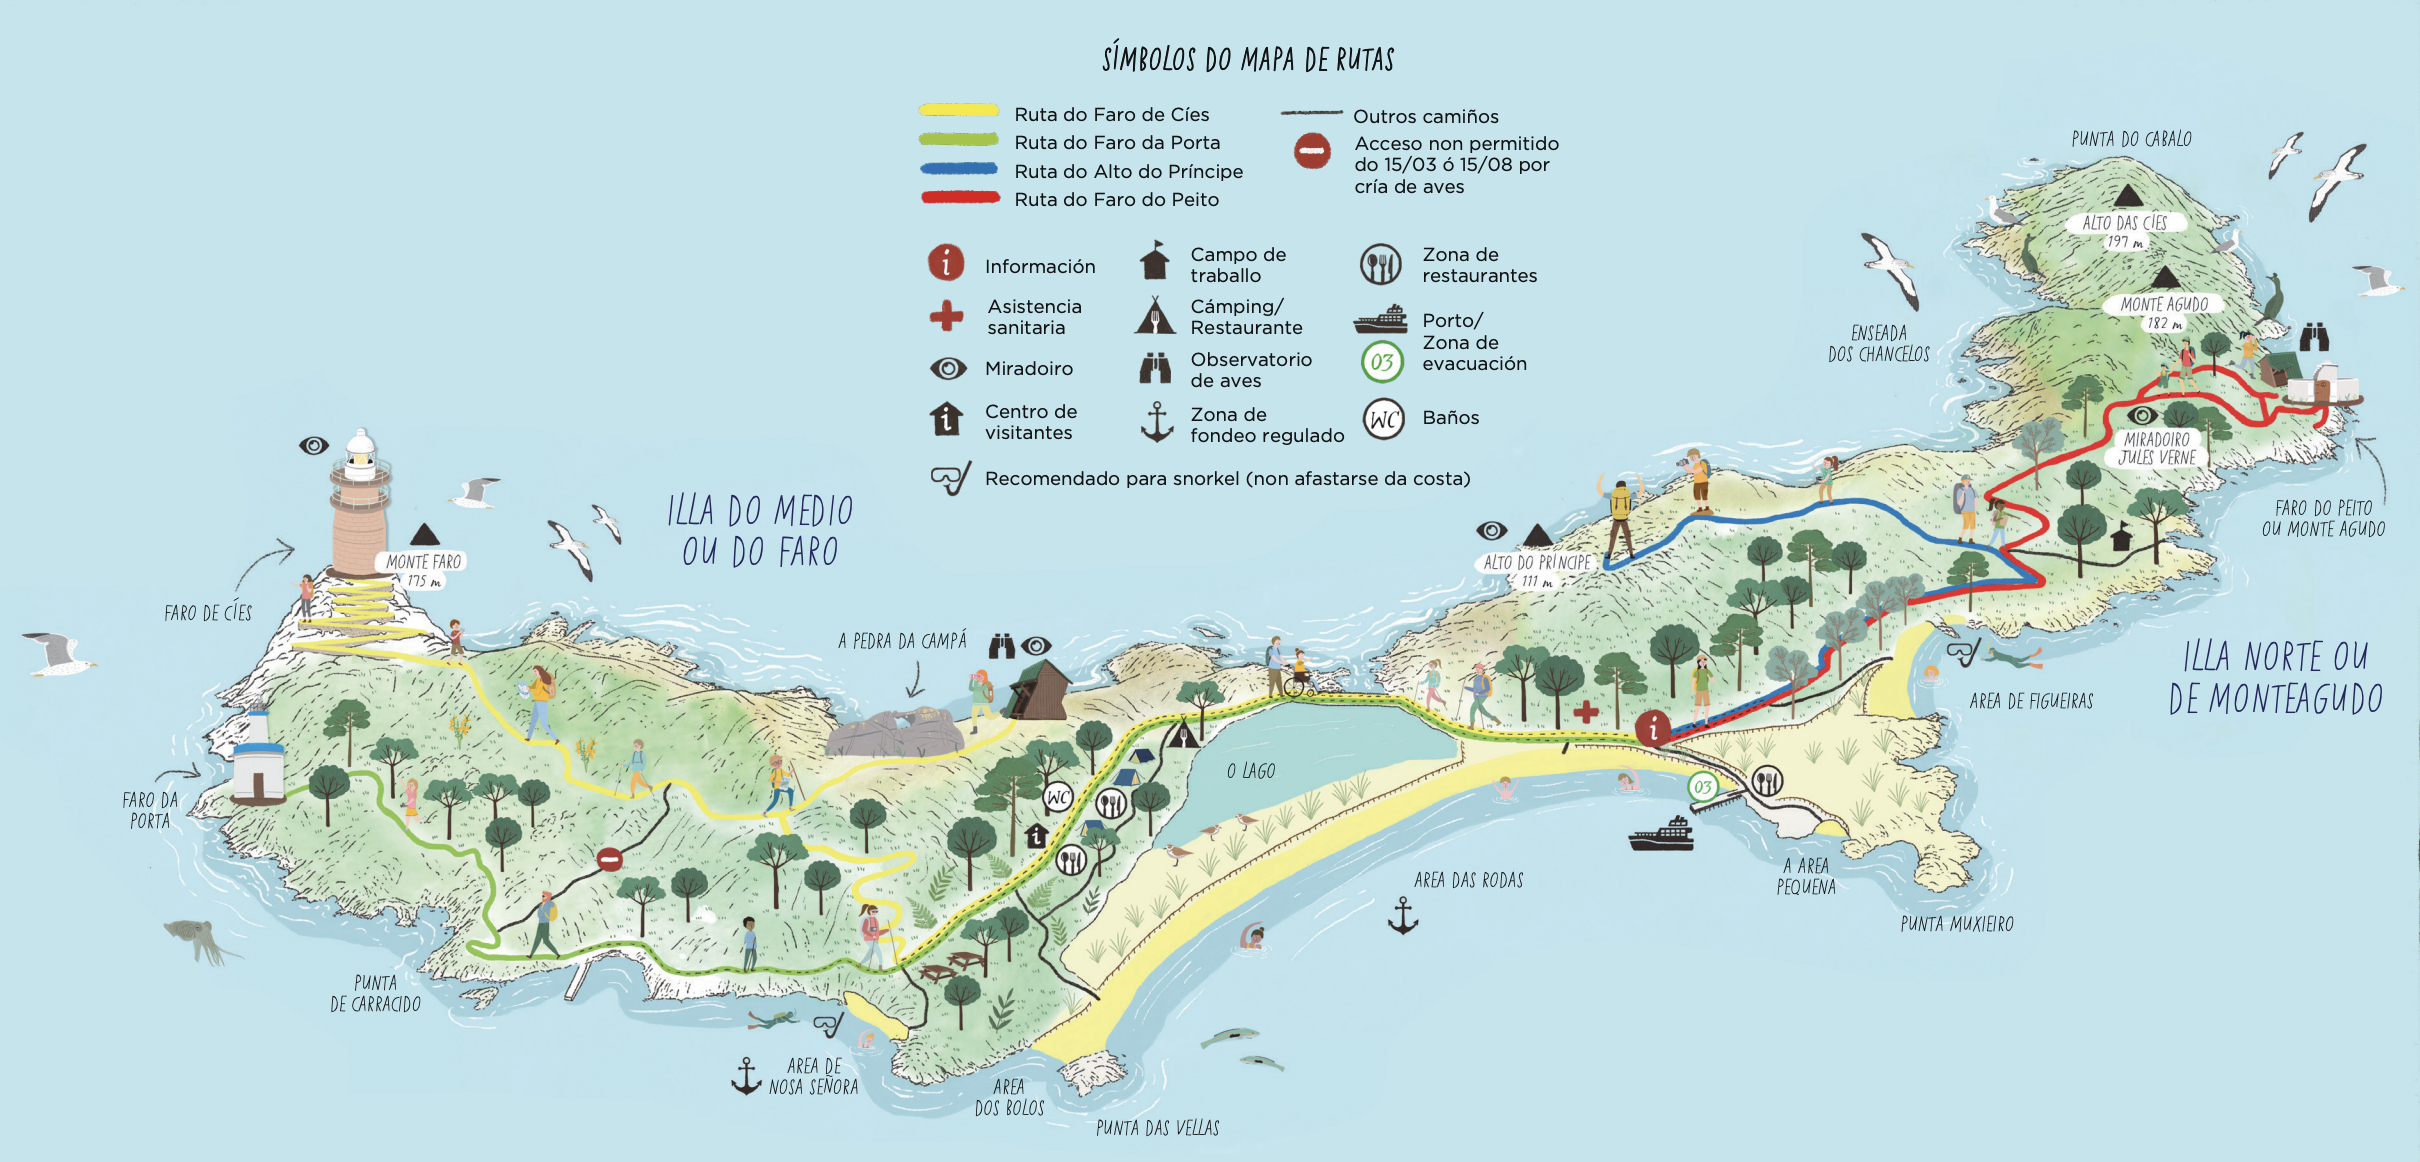 SÍMBOLOS DO MAPA DE RUTAS
Ruta do Faro de Cíes
Ruta do Faro da Porta
Ruta do Alto do Príncipe
Ruta do Faro do Peito
Outros camiños
Acceso non permitido
do 15/03 ó 15/08 por
cría de aves
i
Información
Asistencia
sanitaria
Miradoiro
i
Centro de
visitantes
Campo de
traballo
Cámping/
Restaurante
Observatorio
de aves
Zona de
fondeo regulado
Zona de
restaurantes
Porto/
Zona de
evacuación
03
WC
Baños
Recomendado para snorkel (non afastarse da costa)
PUNTA DO CABALO
ALTO DAS CÍES
197 m
MONTE AGUDO
182 m
ENSEADA
DOS CHANCELOS
MIRADOIRO
JULES VERNE
FARO DO PEITO
OU MONTE AGUDO
ILLA DO MEDIO
OU DO FARO
MONTE FARO
175 m
FARO DE CÍES
ALTO DO PRÍNCIPE
111 m
A PEDRA DA CAMPÁ
ILLA NORTE OU
DE MONTEAGUDO
AREA DE FIGUEIRAS
i
O LAGO
WC
i
03
FARO DA
PORTA
AREA DAS RODAS
A AREA
PEQUENA
PUNTA MUXIEIRO
PUNTA
DE CARRACIDO
AREA DE
NOSA SEÑORA
AREA
DOS BOLOS
PUNTA DAS VELLAS